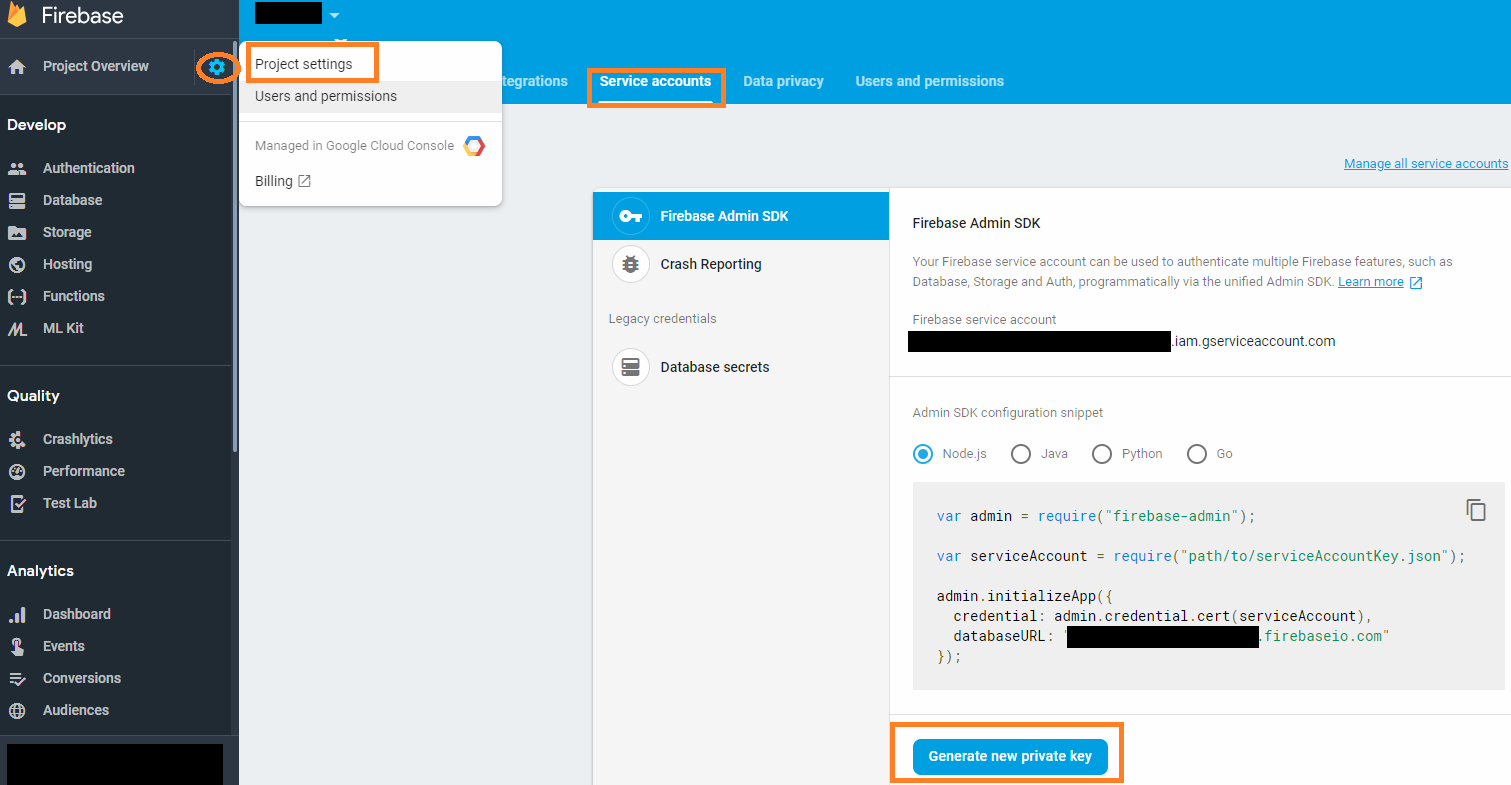 Firebase
Project Overview
Develop
Authentication
Database
Storage
Hosting
Functions
ML Kit
Quality
Crashlytics
Performance
Test Lab
Analytics
Dashboard
Events
Conversions
Audiences
Project settings
Users and permissions
Managed in Google Cloud Console
Billing
tegrations Service accounts Data privacy Users and permissions
Manage all service accounts
Firebase Admin SDK
Crash Reporting
Legacy credentials
Database secrets
Firebase Admin SDK
Your Firebase service account can be used to authenticate multiple Firebase features, such as
Database, Storage and Auth, programmatically via the unified Admin SDK. Learn more
Firebase service account
.iam.gserviceaccount.com
Admin SDK configuration snippet
Node.js Java Python Go
var admin = require("firebase-admin");
var serviceAccount = require("path/to/serviceAccountKey.json");
admin.initializeApp({
credential: admin.credential.cert(serviceAccount),
databaseURL: " .firebaseio.com"
});
Generate new private key